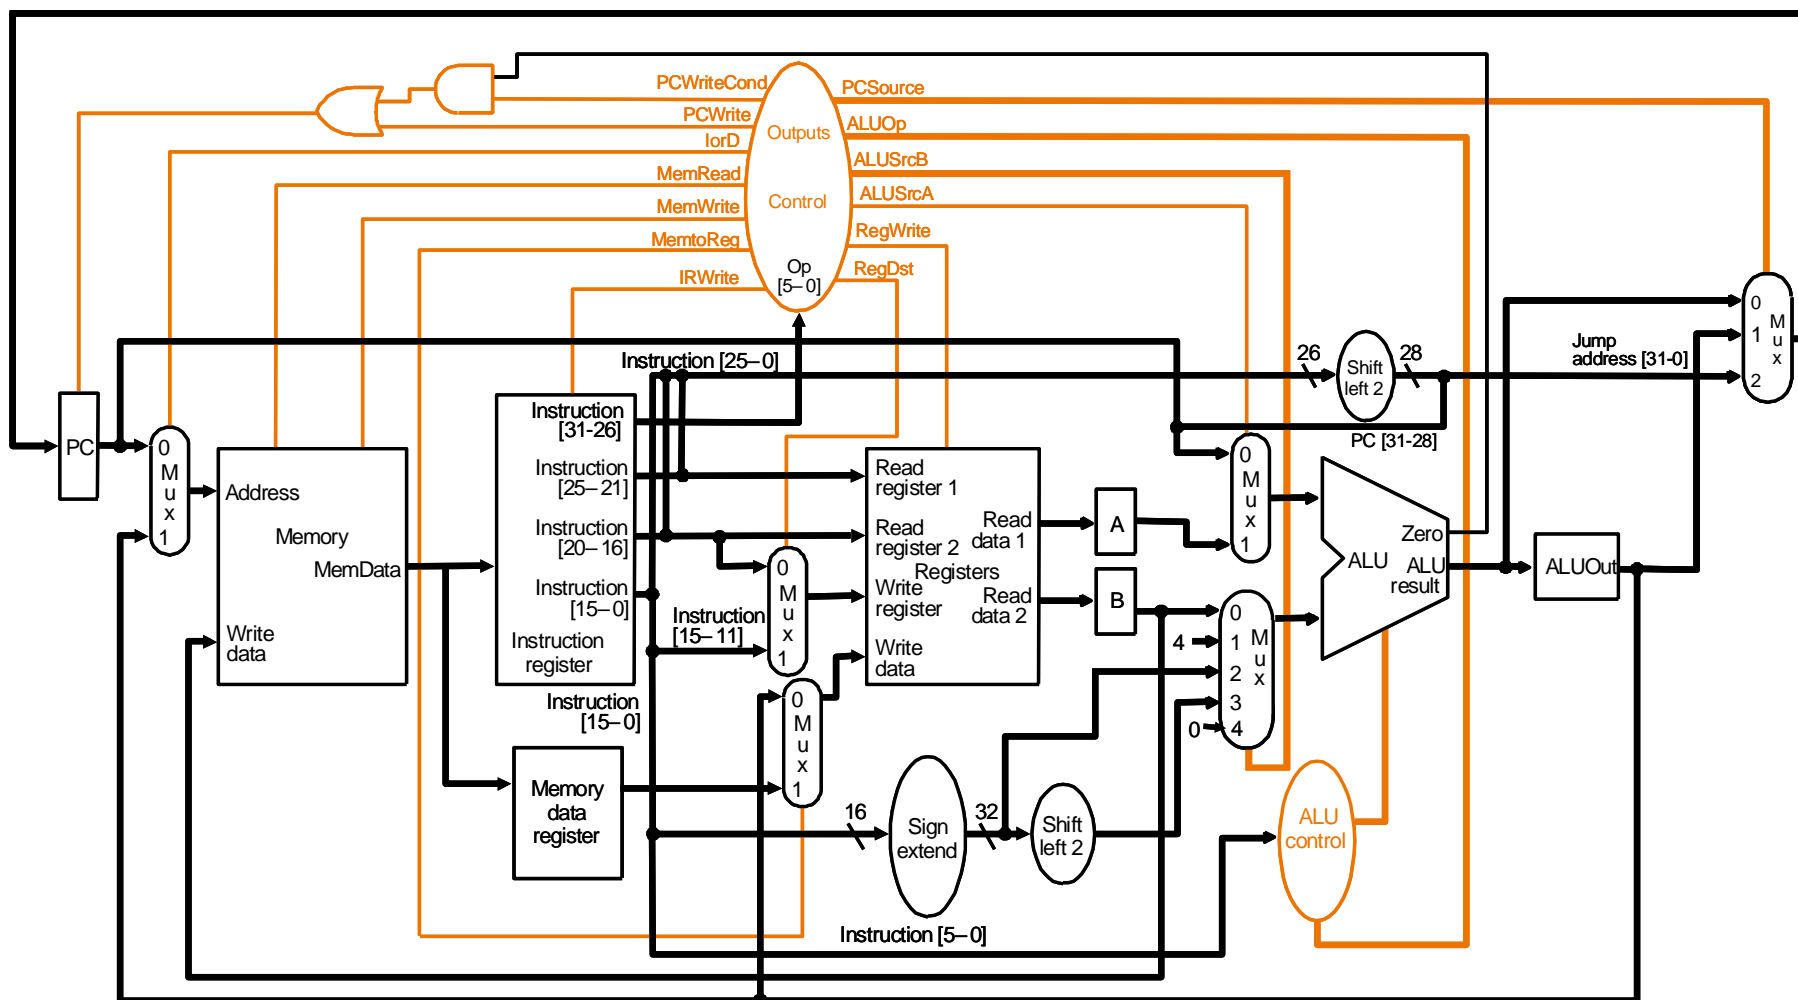 PCWriteCond
PCSource
PCWrite
Outputs
ALUOp
IorD
ALUSrcB
MemRead
Control
ALUSrcA
MemWrite
RegWrite
MemtoReg
Op
[5–0]
RegDst
IRWrite
Instruction [25–0]
26
Shift
left 2
28
Jump
address [31-0]
0
1
2
M
u
x
PC [31-28]
PC
0
M
u
x
1
Address
Memory
MemData
Write
data
Instruction
[31-26]
Instruction
[25–21]
Instruction
[20–16]
Instruction
[15–0]
Instruction
register
Instruction
[15–11]
0
M
u
x
1
Read
register 1
Read
register 2
Registers
Write
register
Write
data
Read
data 1
Read
data 2
A
B
0
M
u
x
1
4
0
0
1
2
3
4
M
u
x
Zero
ALU
ALU
result
ALUOut
Instruction
[15–0]
0
M
u
x
1
Memory
data
register
16
Sign
extend
32
Shift
left 2
ALU
control
Instruction [5–0]